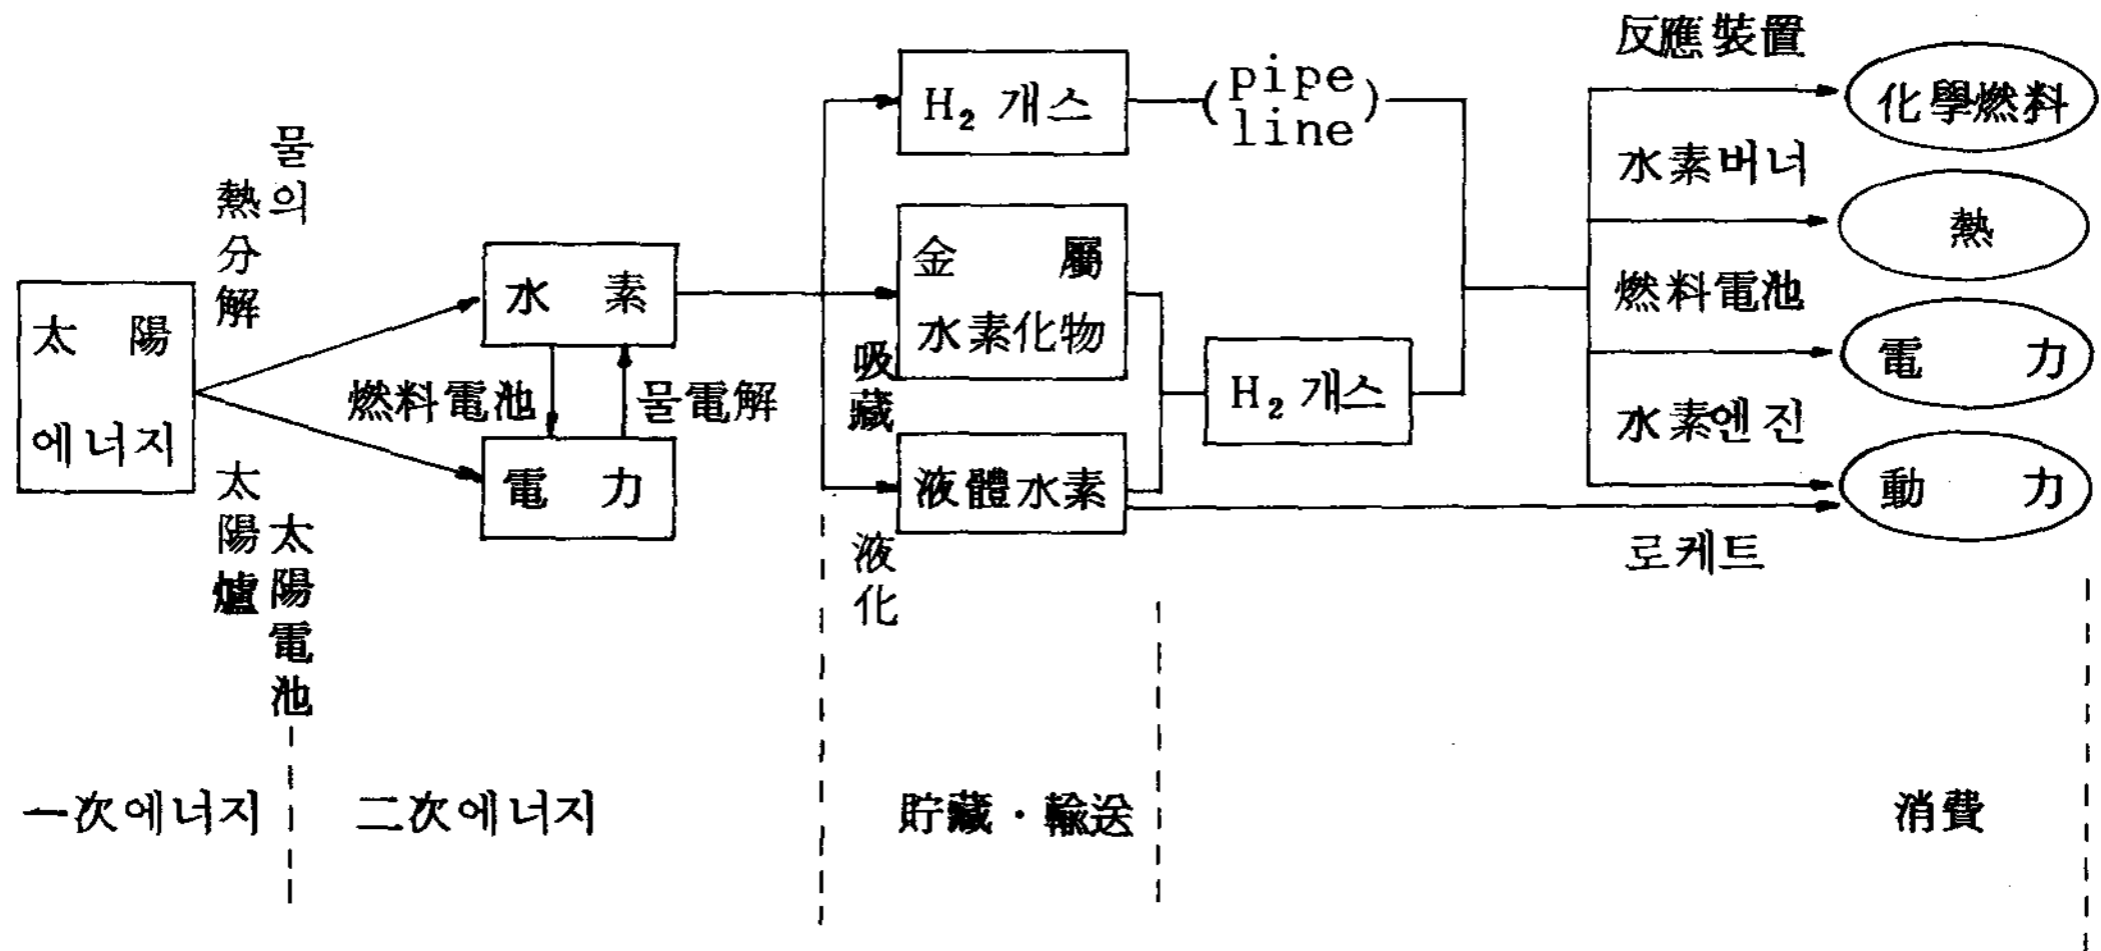 太陽
에너지
물의
熱分解
太陽爐
太陽電池
水素
燃料電池
물電解
電力
H₂ 개스
(pipe
line)
金屬
水素化物
吸藏
液體水素
液化
H₂ 개스
反應裝置
化學燃料
水素버너
熱
燃料電池
電力
水素엔진
動力
로케트
一次에너지
二次에너지
貯藏·輸送
消費